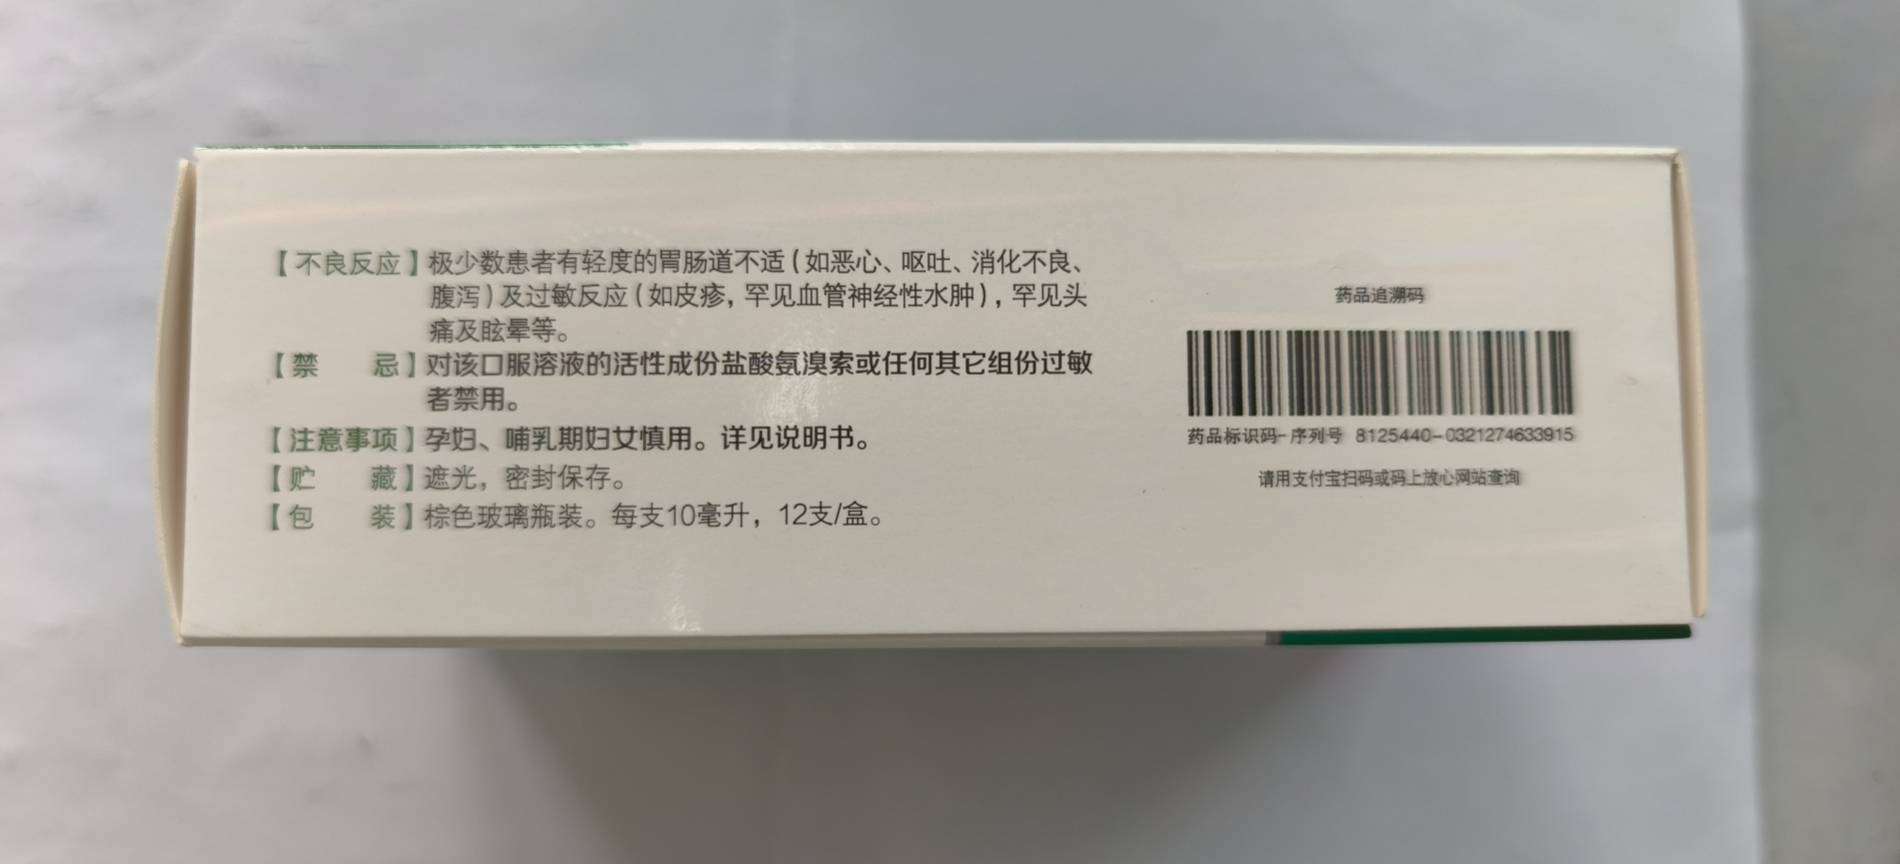 【不良反应】极少数患者有轻度的胃肠道不适(如恶心、呕吐、消化不良、
腹泻)及过敏反应(如皮疹，罕见血管神经性水肿)，罕见头
痛及眩晕等。
【禁 忌】对该口服溶液的活性成份盐酸氨溴索或任何其它组份过敏
者禁用。
【注意事项】孕妇、哺乳期妇女慎用。详见说明书。
【贮 藏】遮光，密封保存。
【包 装】棕色玻璃瓶装。每支10毫升，12支/盒。
药品追溯码
药品标识码-序列号 8125440-0321274633915
请用支付宝扫码或码上放心网站查询